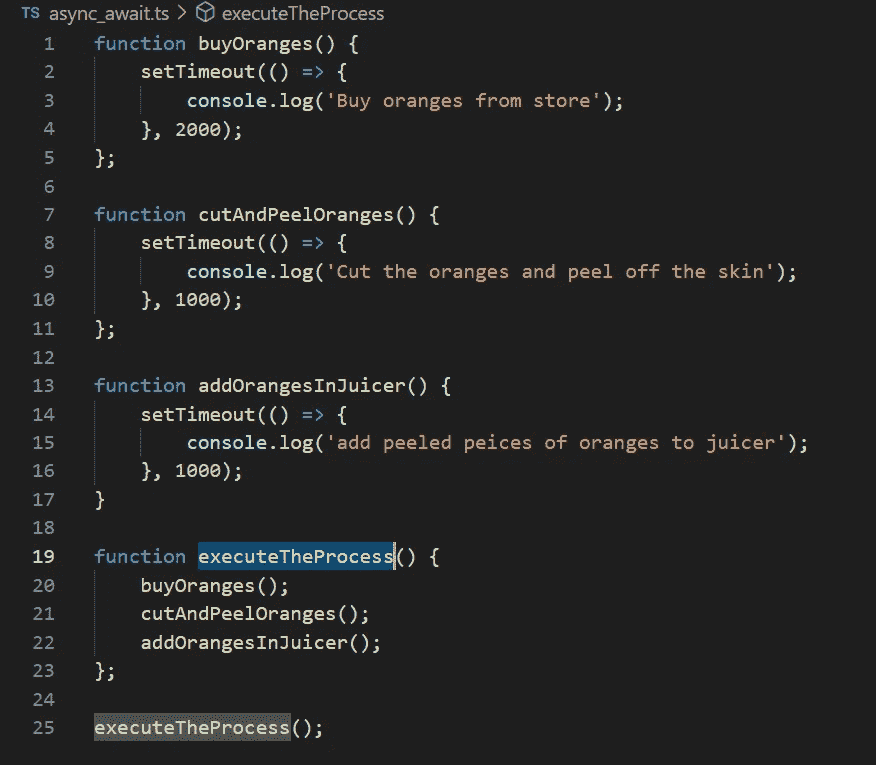 TS async_await.ts > executeTheProcess
1 function buyOranges() {
2 setTimeout(() => {
3 console.log('Buy oranges from store');
4 }, 2000);
5 };
6
7 function cutAndPeelOranges() {
8 setTimeout(() => {
9 console.log('Cut the oranges and peel off the skin');
10 }, 1000);
11 };
12
13 function addOrangesInJuicer() {
14 setTimeout(() => {
15 console.log('add peeled peices of oranges to juicer');
16 }, 1000);
17 }
18
19 function executeTheProcess() {
20 buyOranges();
21 cutAndPeelOranges();
22 addOrangesInJuicer();
23 };
24
25 executeTheProcess();